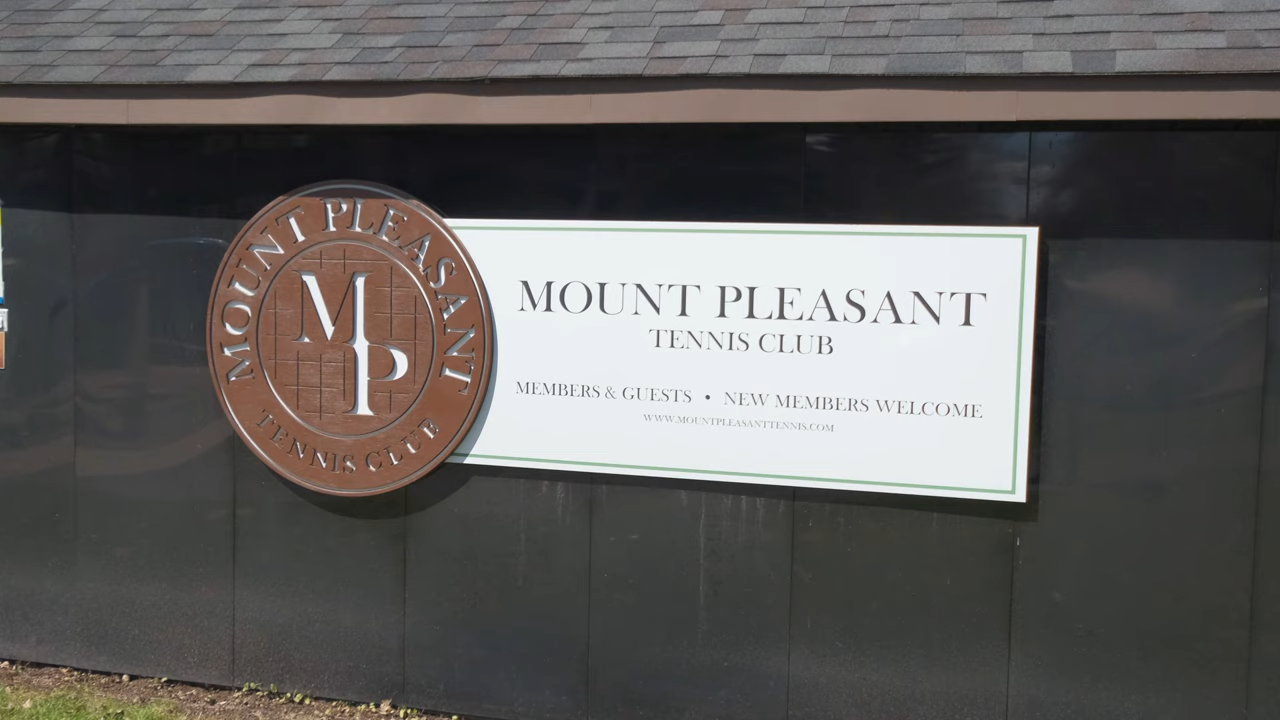 MOUNT PLEASANT
MP
TENNIS CLUB
MOUNT PLEASANT
TENNIS CLUB
MEMBERS & GUESTS • NEW MEMBERS WELCOME
WWW.MOUNTPLEASANTTENNIS.COM